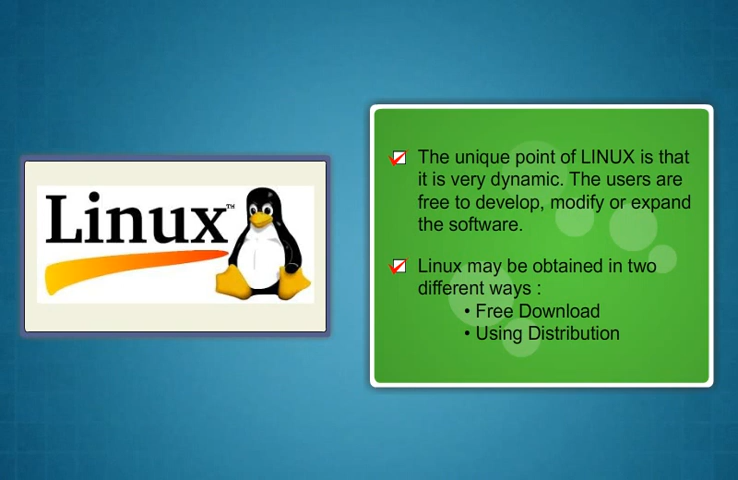 Linux™
The unique point of LINUX is that
it is very dynamic. The users are
free to develop, modify or expand
the software.
Linux may be obtained in two
different ways :
• Free Download
• Using Distribution